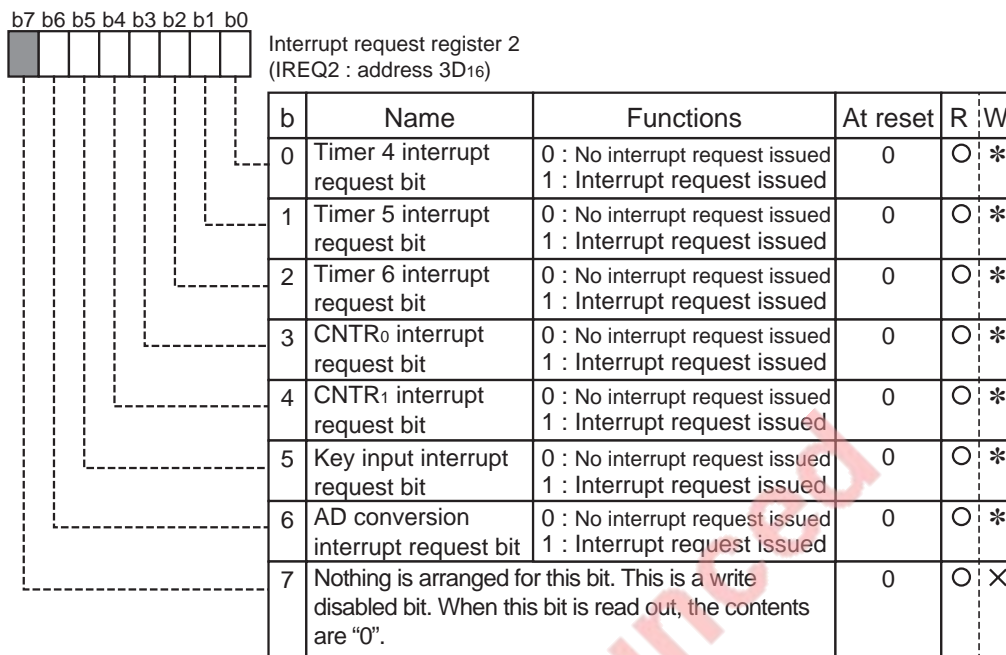 b7 b6 b5 b4 b3 b2 b1 b0
Interrupt request register 2
(IREQ2 : address 3D16)
b Name Functions At reset R W
0 Timer 4 interrupt request bit 0 : No interrupt request issued 0 ○ ✻
1 : Interrupt request issued
1 Timer 5 interrupt request bit 0 : No interrupt request issued 0 ○ ✻
1 : Interrupt request issued
2 Timer 6 interrupt request bit 0 : No interrupt request issued 0 ○ ✻
1 : Interrupt request issued
3 CNTR0 interrupt request bit 0 : No interrupt request issued 0 ○ ✻
1 : Interrupt request issued
4 CNTR1 interrupt request bit 0 : No interrupt request issued 0 ○ ✻
1 : Interrupt request issued
5 Key input interrupt request bit 0 : No interrupt request issued 0 ○ ✻
1 : Interrupt request issued
6 AD conversion interrupt request bit 0 : No interrupt request issued 0 ○ ✻
1 : Interrupt request issued
7 Nothing is arranged for this bit. This is a write 0 ○ ×
disabled bit. When this bit is read out, the contents
are “0”.